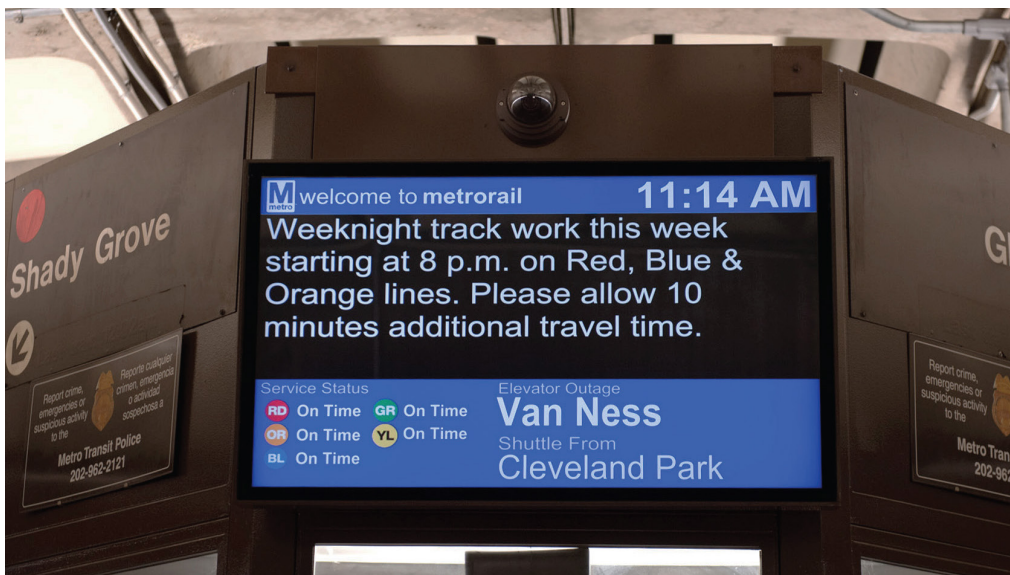 M
metro
welcome to metrorail
11:14 AM
Weeknight track work this week
starting at 8 p.m. on Red, Blue &
Orange lines. Please allow 10
minutes additional travel time.
Service Status
RD On Time GR On Time
OR On Time YL On Time
BL On Time
Elevator Outage
Van Ness
Shuttle From
Cleveland Park
Shady Grove
Report crime,
emergencies or
suspicious activity
to the
Reporte cualquier
crimen, emergencia
o actividad
sospechosa a
Metro Transit Police
202-962-2121
G
Report crime,
emergencies or
suspicious activity
to the
Metro Tran
202-962